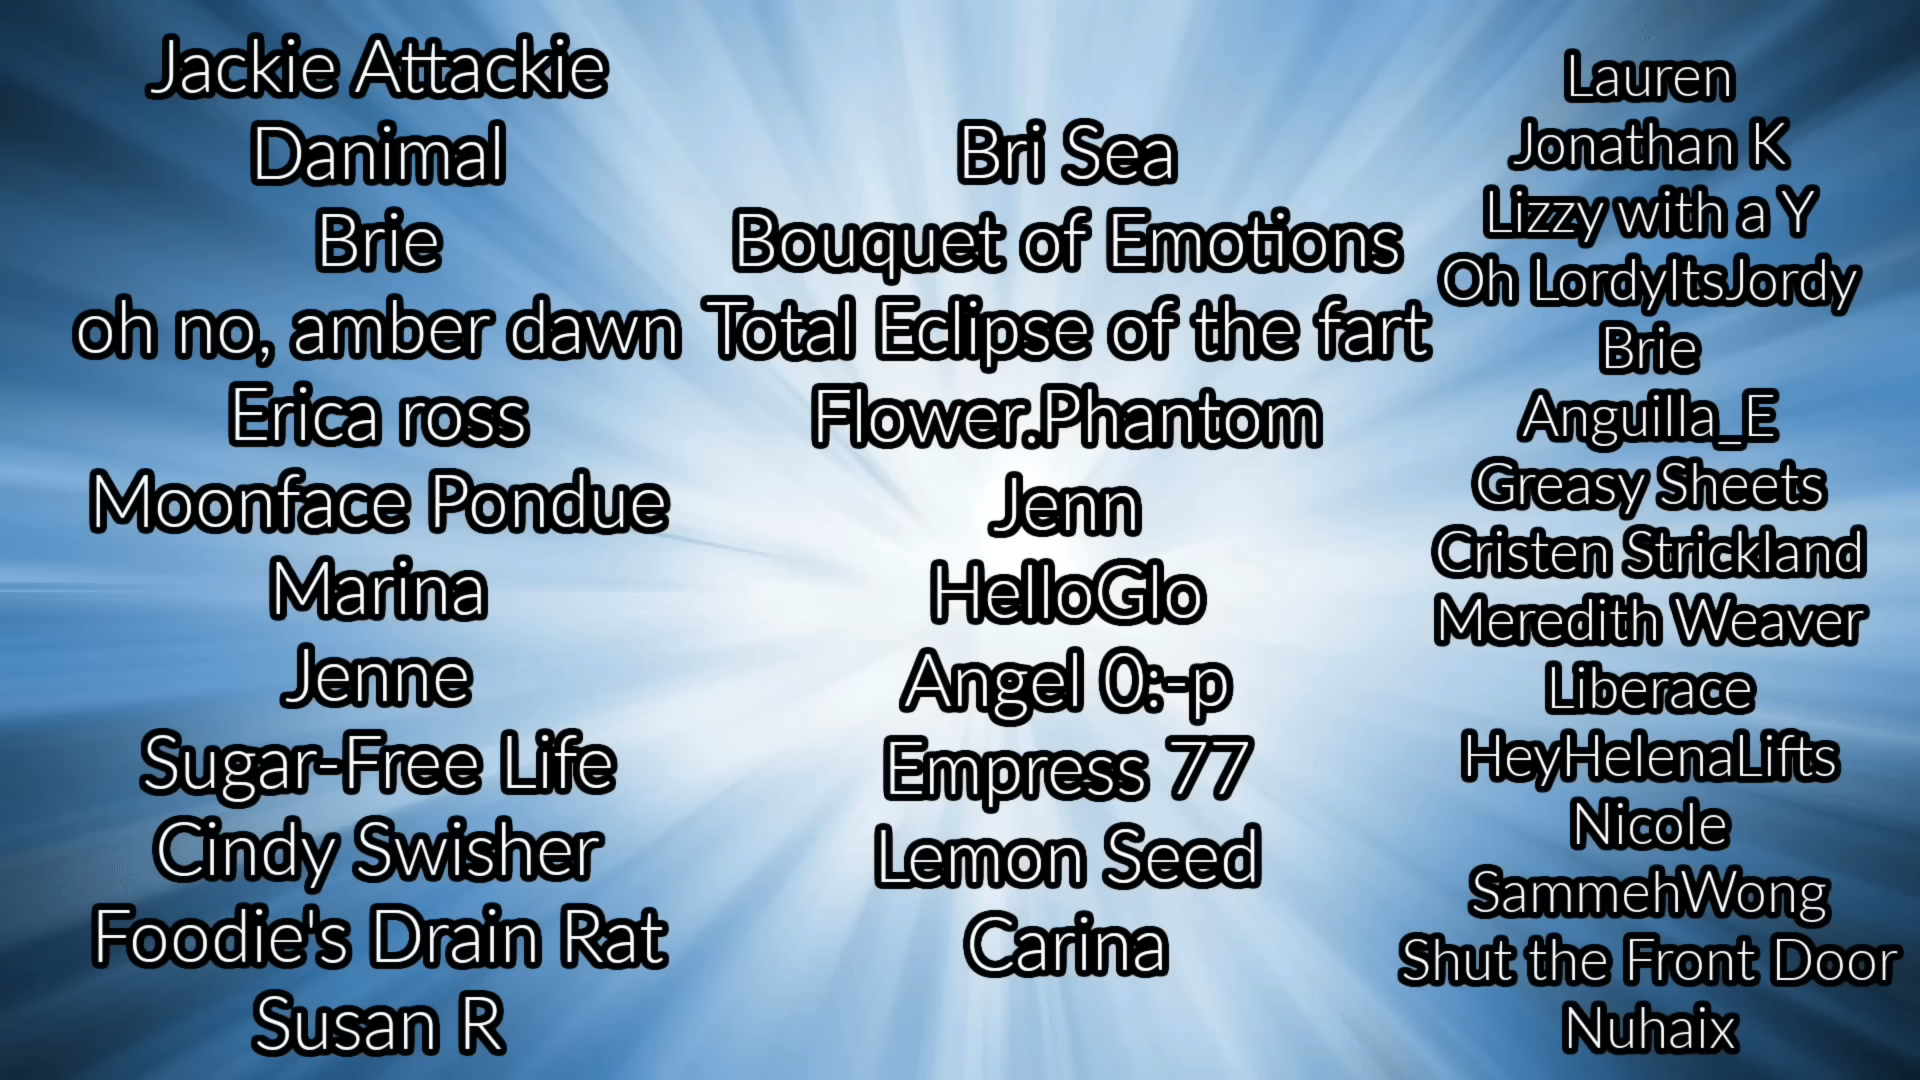 Jackie Attackie
Danimal
Brie
oh no, amber dawn
Erica ross
Moonface Pondue
Marina
Jenne
Sugar-Free Life
Cindy Swisher
Foodie's Drain Rat
Susan R
Bri Sea
Bouquet of Emotions
Total Eclipse of the fart
Flower.Phantom
Jenn
HelloGlo
Angel 0:-p
Empress 77
Lemon Seed
Carina
Lauren
Jonathan K
Lizzy with a Y
Oh LordyItsJordy
Brie
Anguilla_E
Greasy Sheets
Cristen Strickland
Meredith Weaver
Liberace
HeyHelenaLifts
Nicole
SammehWong
Shut the Front Door
Nuhaix